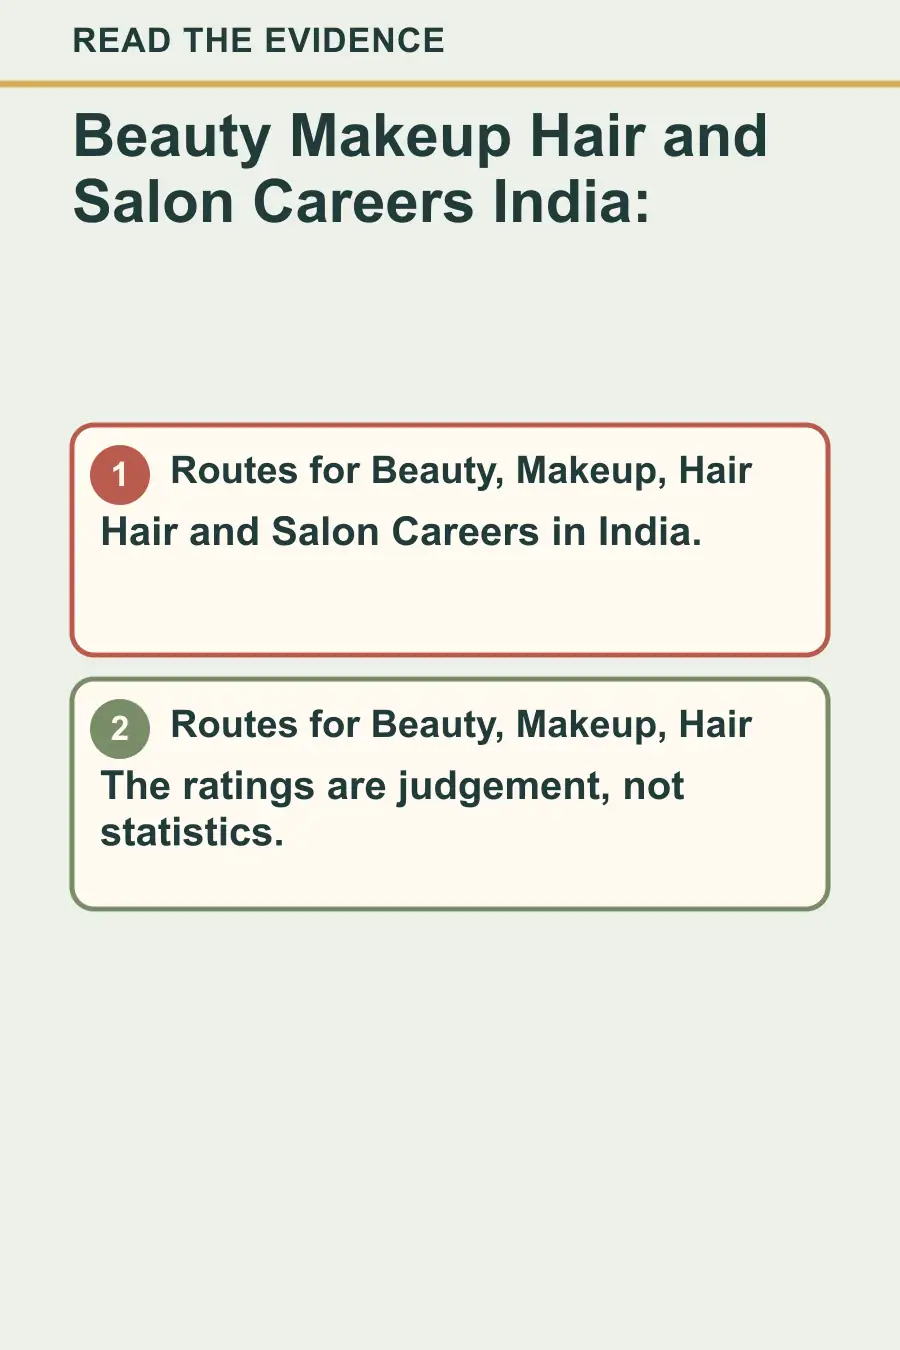 READ THE EVIDENCE
Beauty Makeup Hair and
Salon Careers India:
1 Routes for Beauty, Makeup, Hair
Hair and Salon Careers in India.
2 Routes for Beauty, Makeup, Hair
The ratings are judgement, not
statistics.